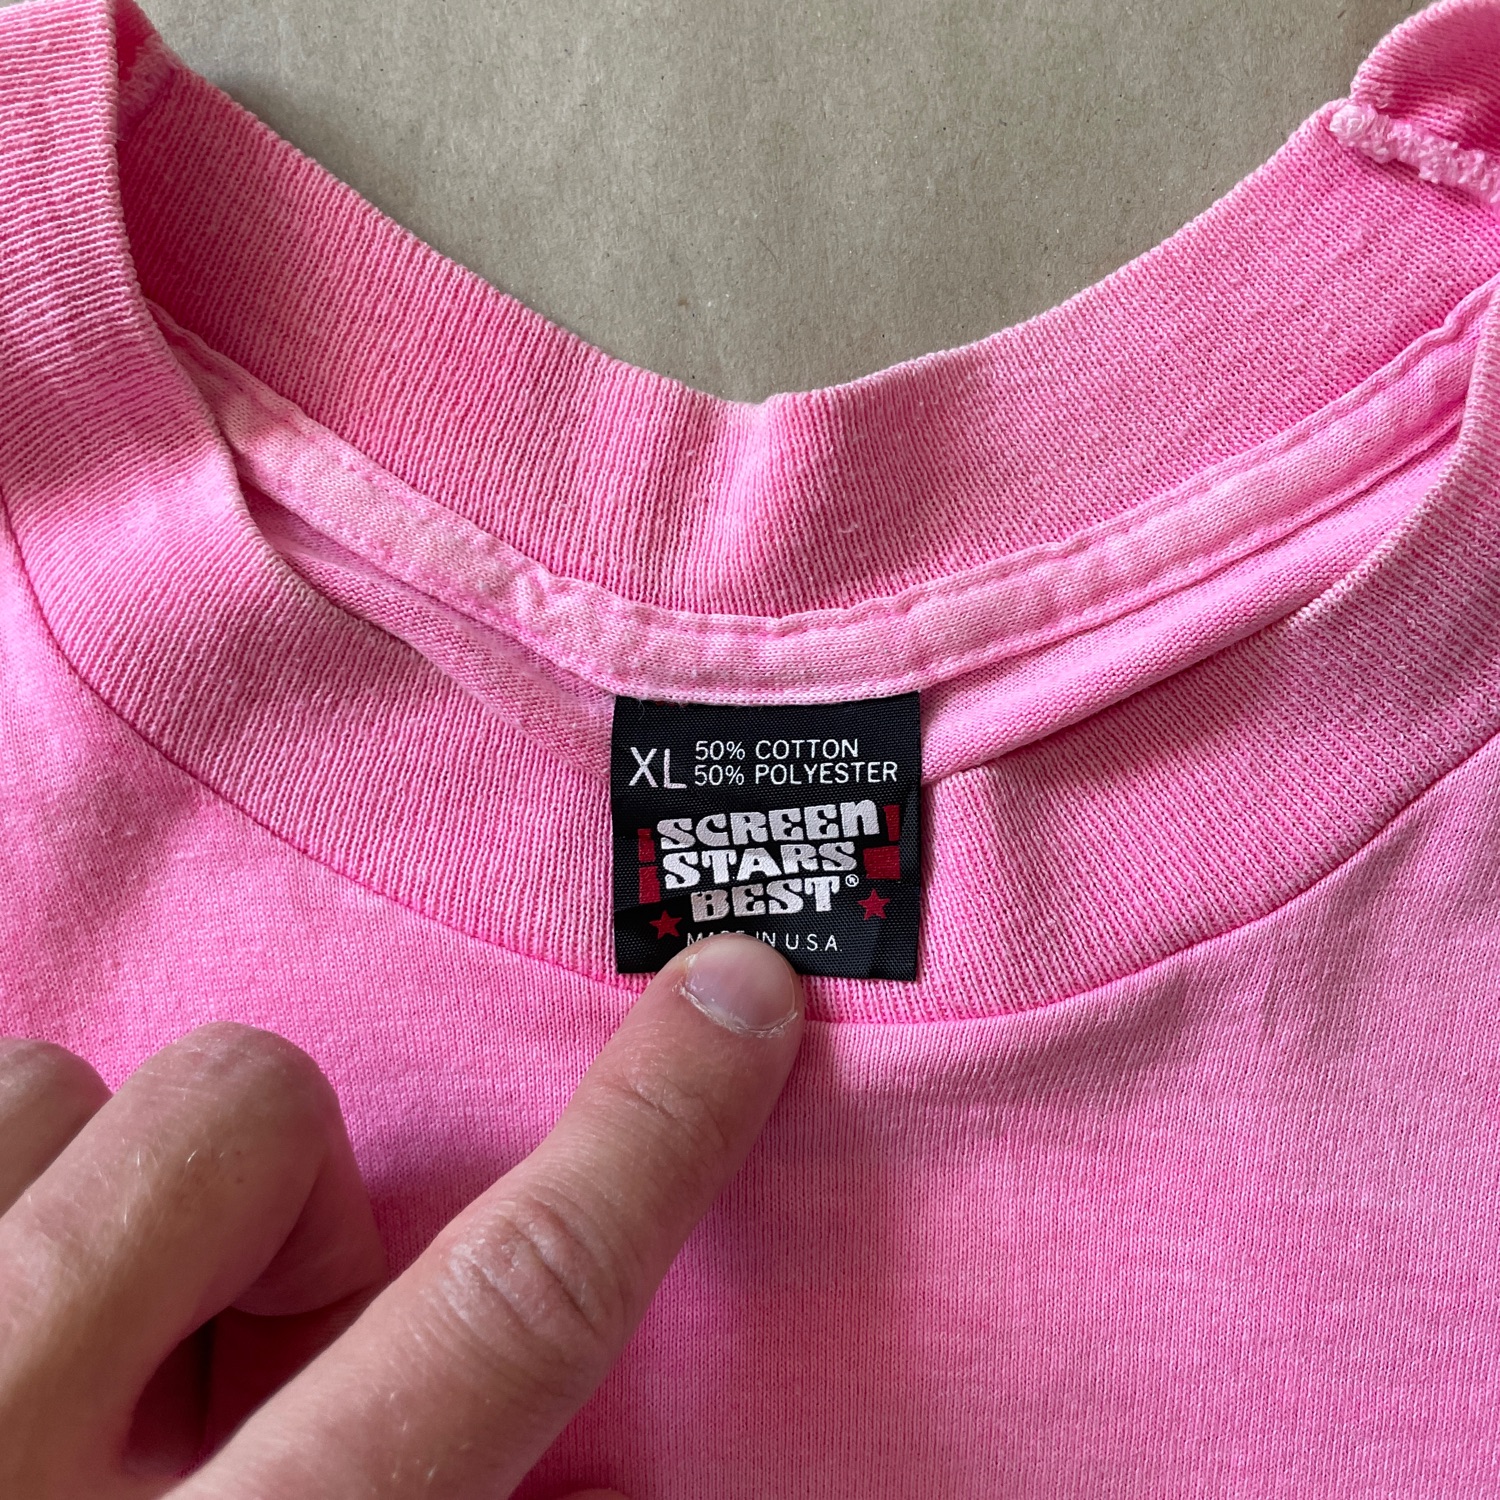 XL 50% COTTON
50% POLYESTER
SCREEN
STARS
BEST®
MADE IN U.S.A.